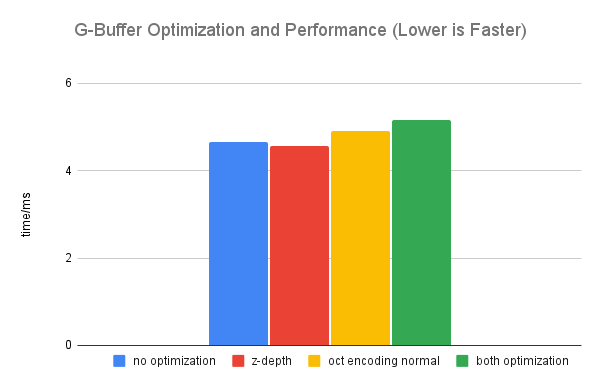 G-Buffer Optimization and Performance (Lower is Faster)
6
4
2
0
time/ms
no optimization
z-depth
oct encoding normal
both optimization